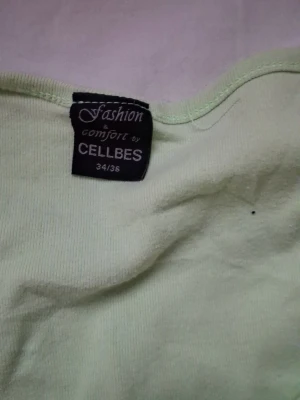 Fashion
&
comfort by
CELLBES
34/36